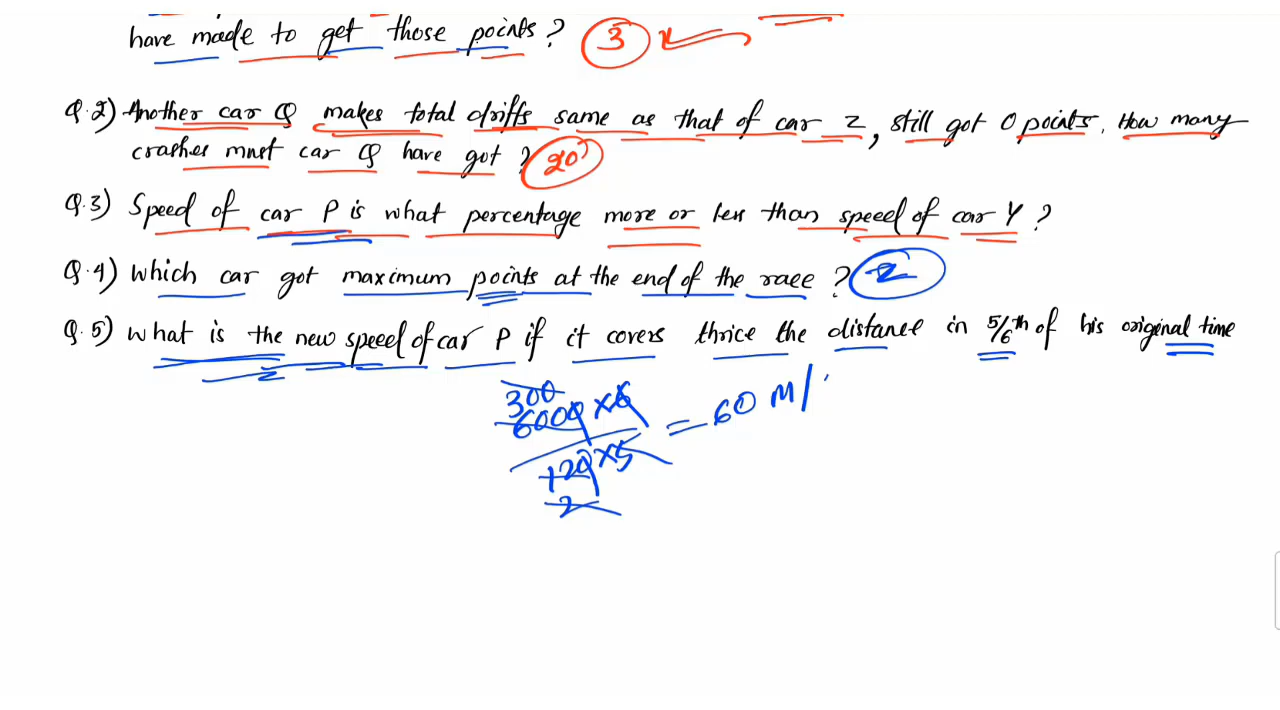 have made to get those points? 3
Q.2) Another car Q makes total drifts same as that of car Z, still got 0 points. How many
crashes must car Q have got? 20
Q.3) Speed of car P is what percentage more or less than speed of car Y?
Q.4) Which car got maximum points at the end of the race? Z
Q.5) What is the new speed of car P if it covers thrice the distance in 5/6th of his original time
300
6000 × 6
= 60 m/
120 × 5
2